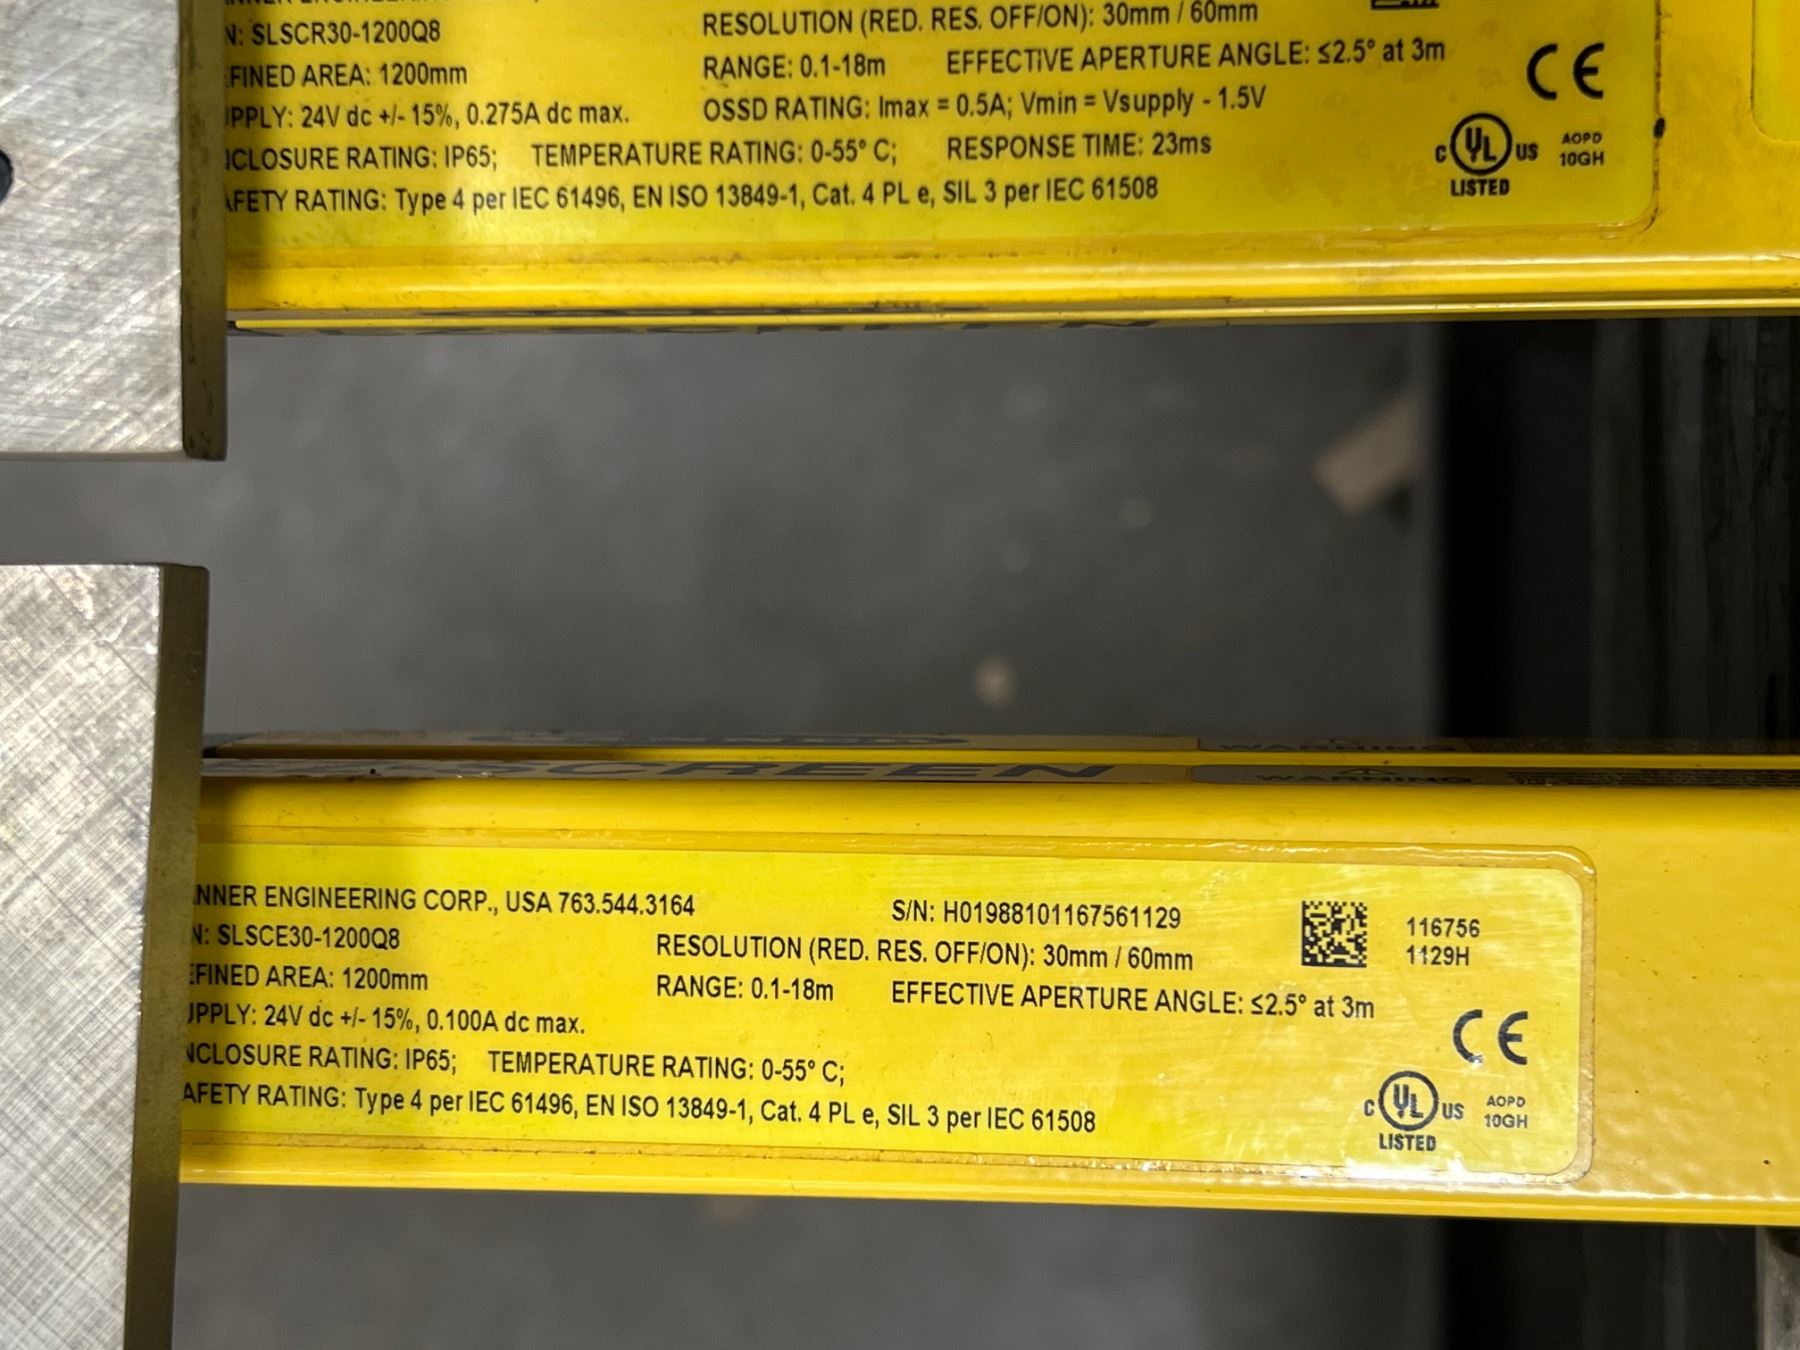 N: SLSCR30-1200Q8
RESOLUTION (RED. RES. OFF/ON): 30mm / 60mm
FINED AREA: 1200mm
RANGE: 0.1-18m EFFECTIVE APERTURE ANGLE: ≤2.5° at 3m
PPLY: 24V dc +/- 15%, 0.275A dc max.
OSSD RATING: Imax = 0.5A; Vmin = Vsupply - 1.5V
CLOSURE RATING: IP65; TEMPERATURE RATING: 0-55° C; RESPONSE TIME: 23ms
AFETY RATING: Type 4 per IEC 61496, EN ISO 13849-1, Cat. 4 PL e, SIL 3 per IEC 61508
CE
C UL US
LISTED
AOPD
10GH
SCREEN
WARNING
WARNING
NNER ENGINEERING CORP., USA 763.544.3164
S/N: H01988101167561129
N: SLSCE30-1200Q8
RESOLUTION (RED. RES. OFF/ON): 30mm / 60mm
FINED AREA: 1200mm
RANGE: 0.1-18m EFFECTIVE APERTURE ANGLE: ≤2.5° at 3m
PPLY: 24V dc +/- 15%, 0.100A dc max.
NCLOSURE RATING: IP65; TEMPERATURE RATING: 0-55° C;
AFETY RATING: Type 4 per IEC 61496, EN ISO 13849-1, Cat. 4 PL e, SIL 3 per IEC 61508
116756
1129H
CE
C UL US
LISTED
AOPD
10GH